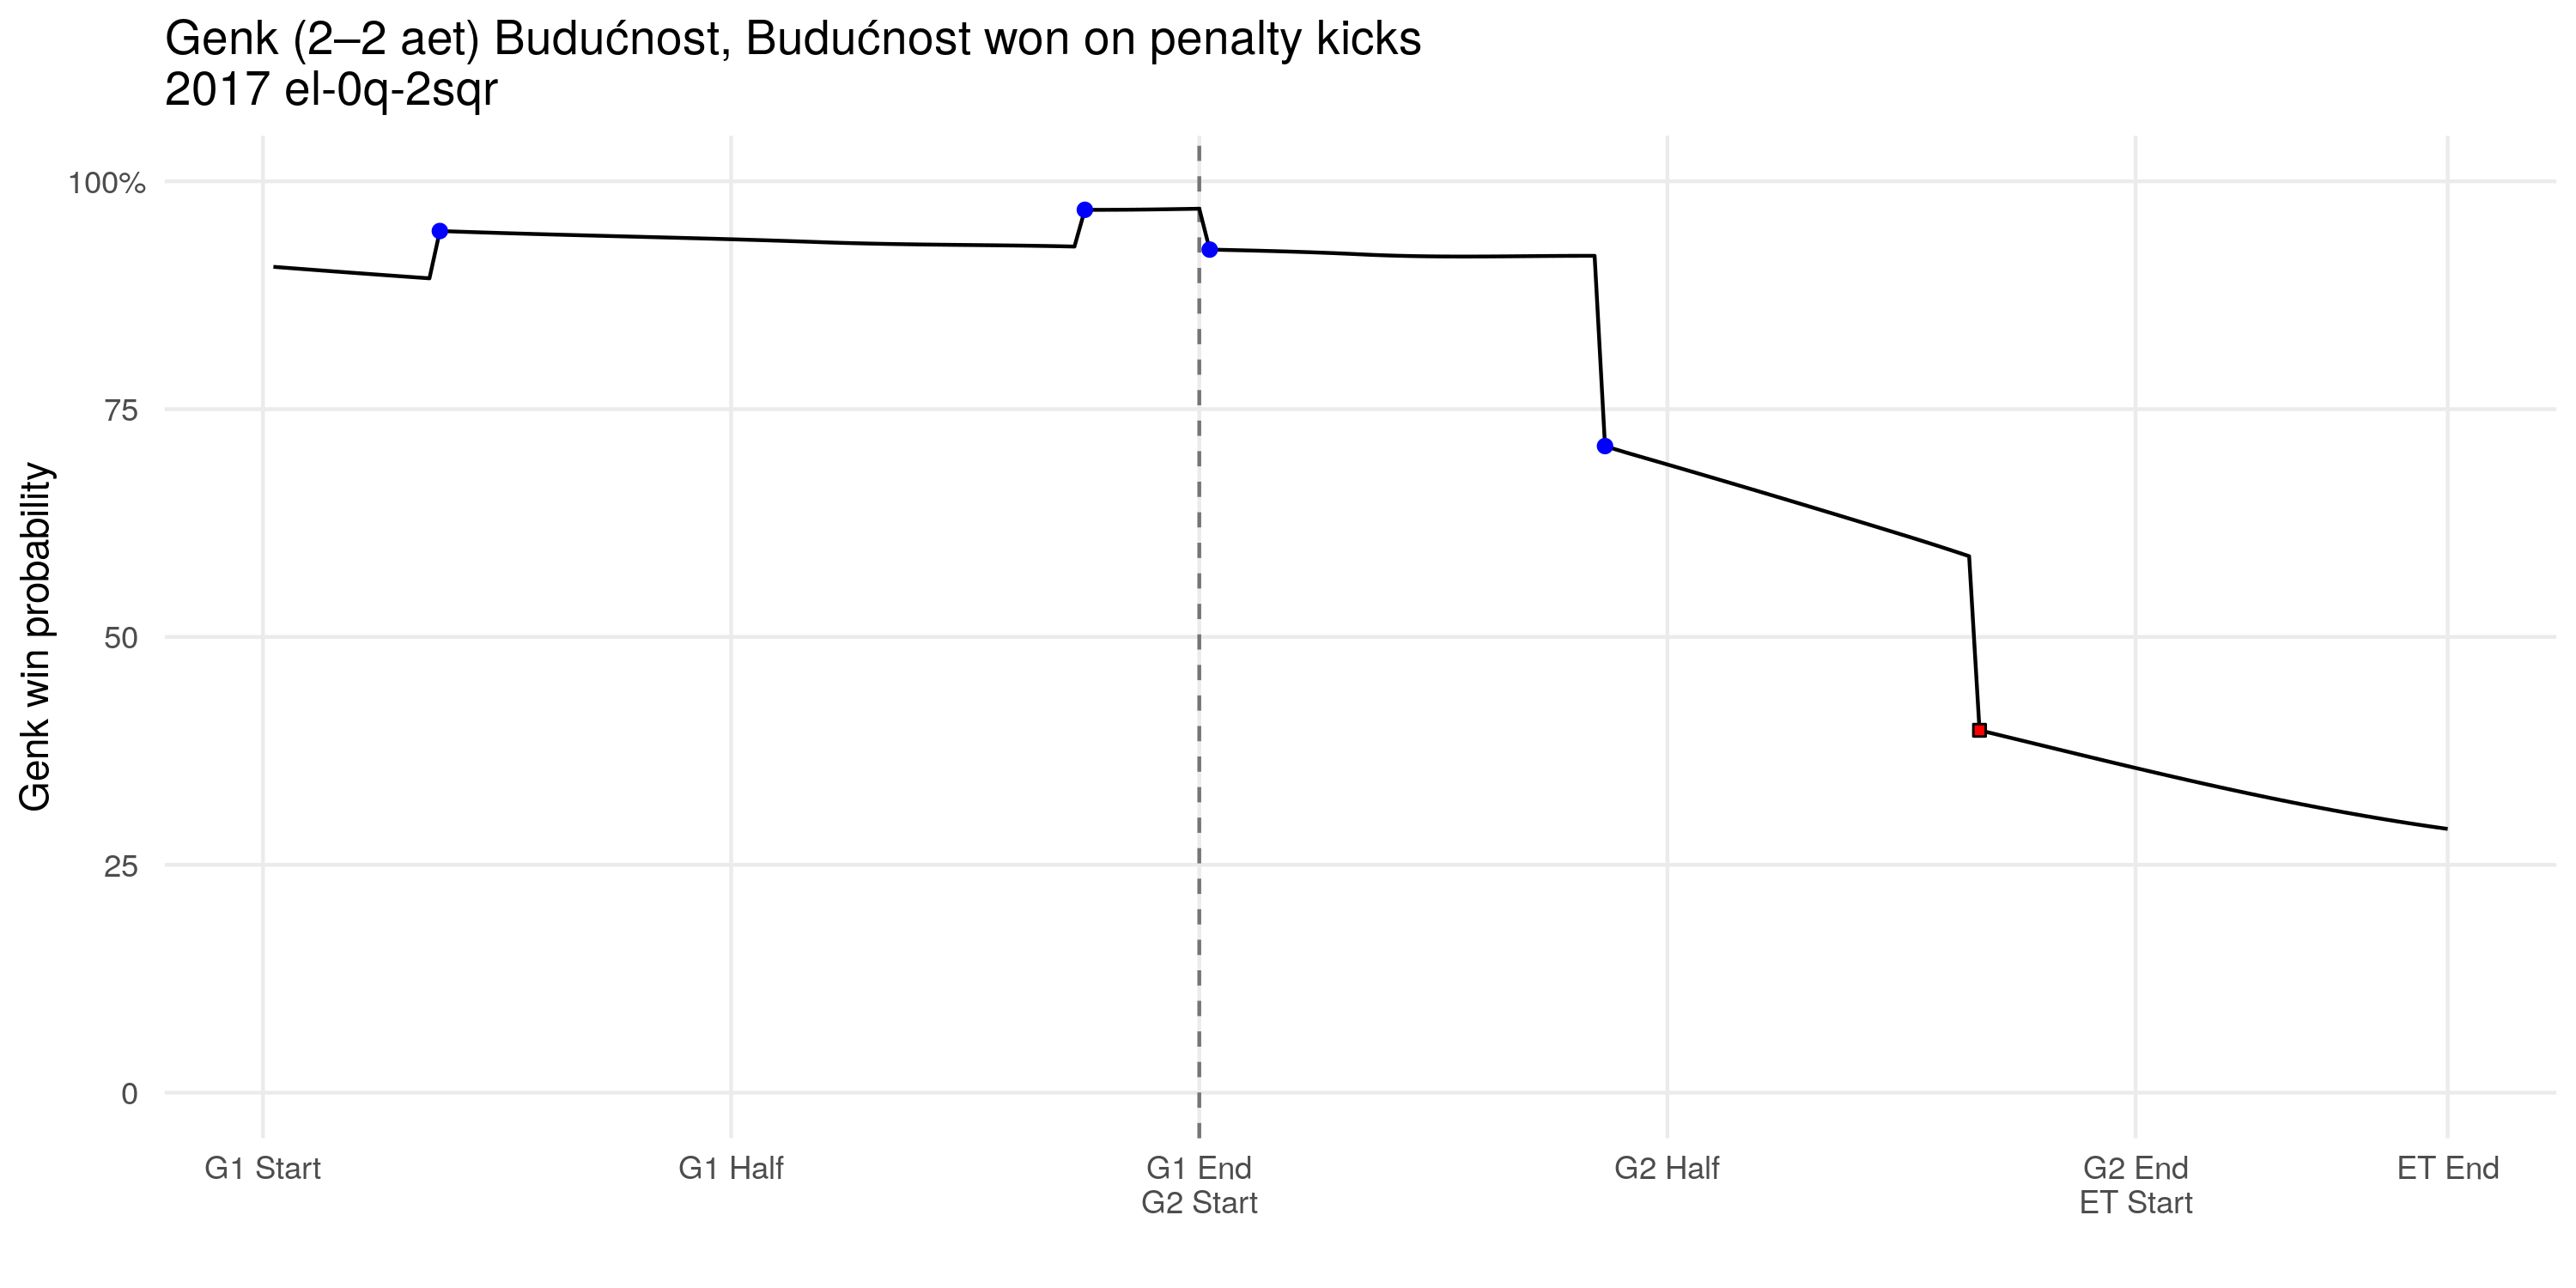 Genk (2–2 aet) Budućnost, Budućnost won on penalty kicks
2017 el-0q-2sqr
Genk win probability
100%
75
50
25
0
G1 Start
G1 Half
G1 End
G2 Start
G2 Half
G2 End
ET Start
ET End